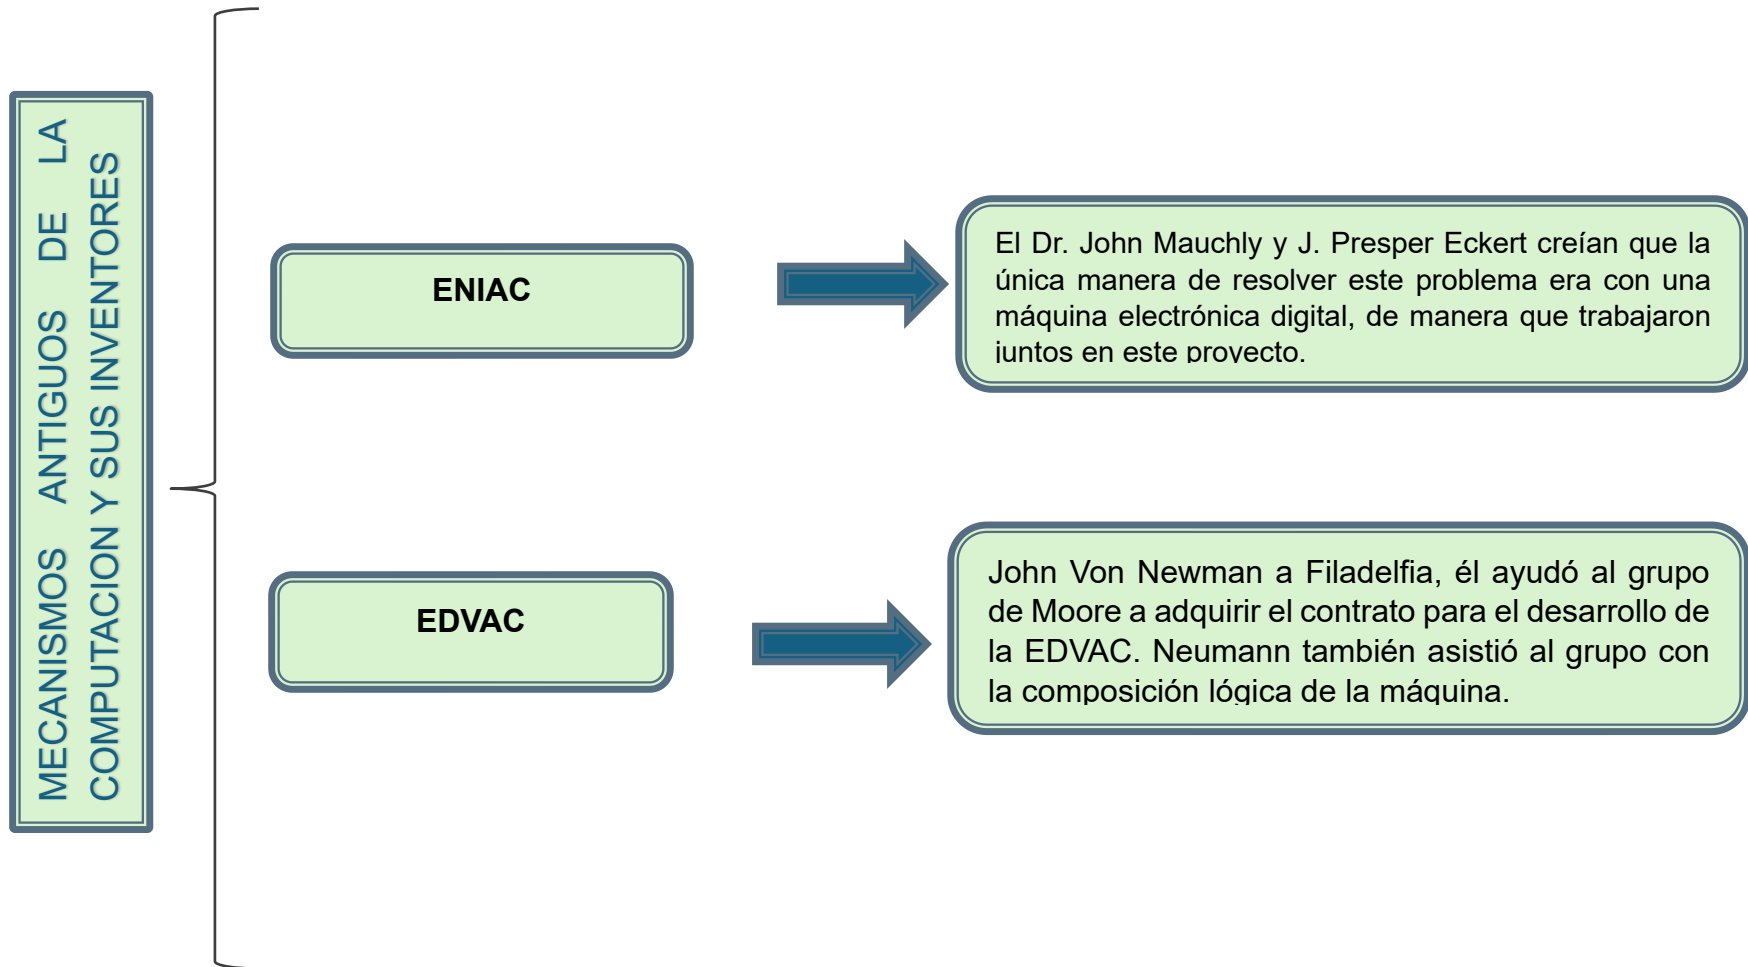 MECANISMOS ANTIGUOS DE LA
COMPUTACION Y SUS INVENTORES
ENIAC
El Dr. John Mauchly y J. Presper Eckert creían que la
única manera de resolver este problema era con una
máquina electrónica digital, de manera que trabajaron
juntos en este proyecto.
EDVAC
John Von Newman a Filadelfia, él ayudó al grupo
de Moore a adquirir el contrato para el desarrollo de
la EDVAC. Neumann también asistió al grupo con
la composición lógica de la máquina.